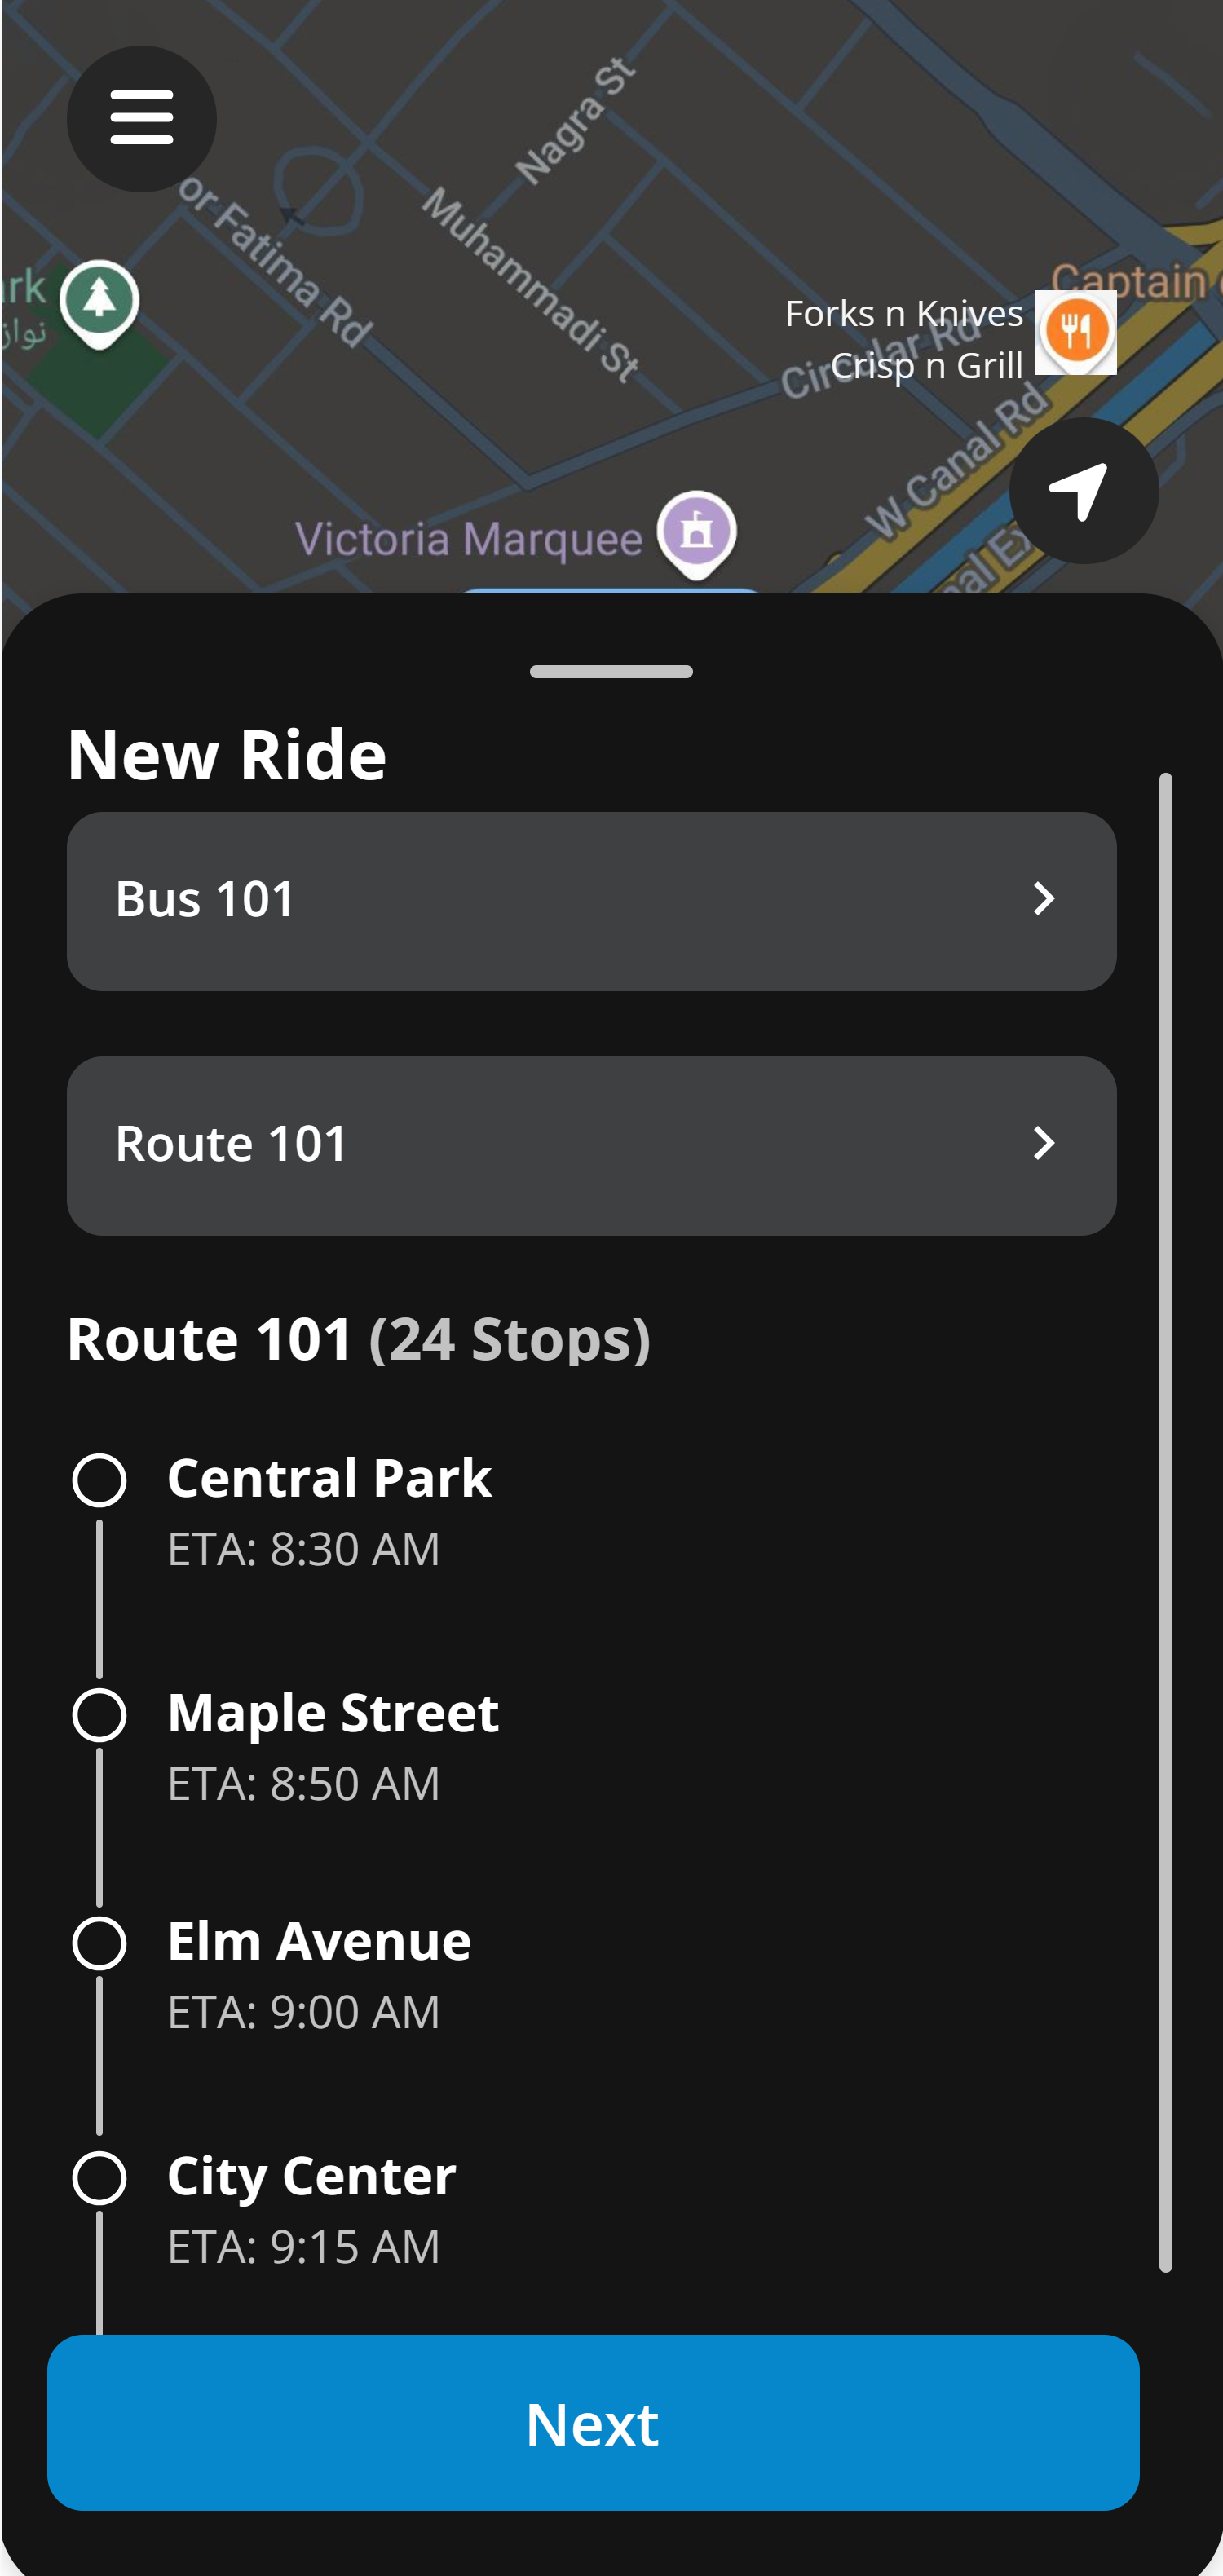 Nagra St
or Fatima Rd
Muhammadi St
ark
نواز
Captain
Forks n Knives
Crisp n Grill
Circular Rd
W Canal Rd
nal Ex
Victoria Marquee
New Ride
Bus 101
Route 101
Route 101 (24 Stops)
Central Park
ETA: 8:30 AM
Maple Street
ETA: 8:50 AM
Elm Avenue
ETA: 9:00 AM
City Center
ETA: 9:15 AM
Next